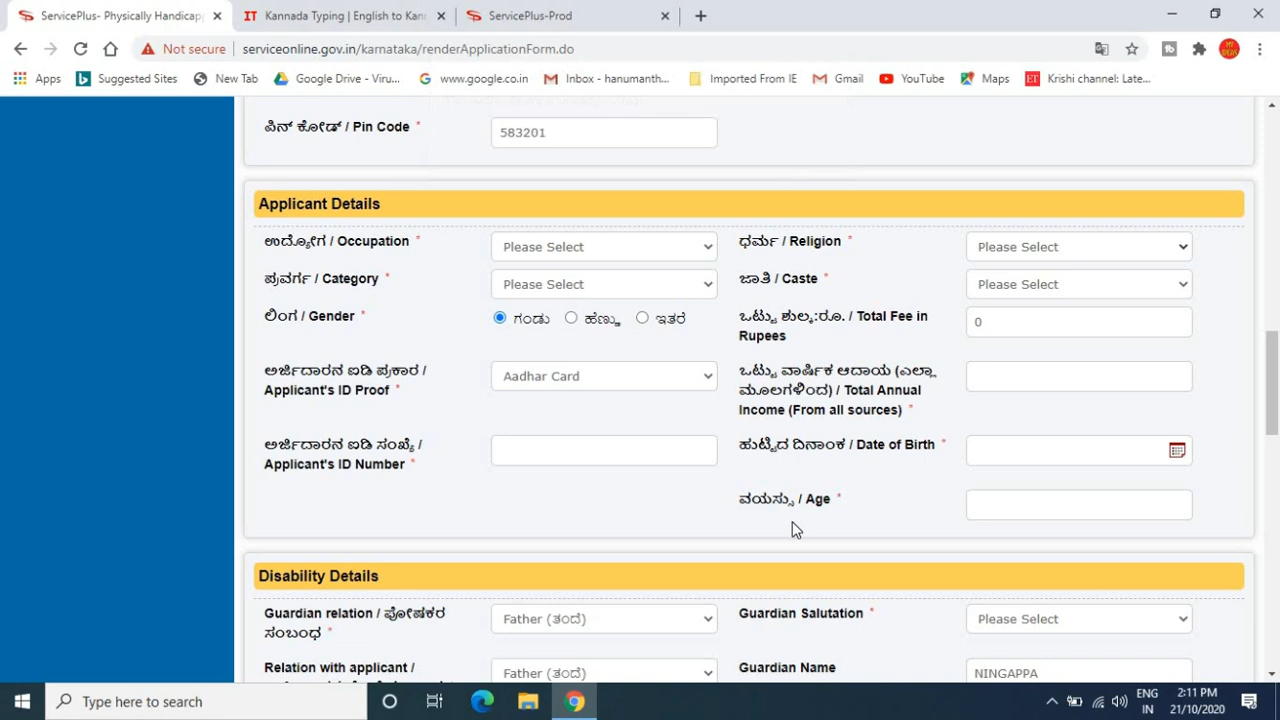 ServicePlus- Physically Handicap
Kannada Typing | English to Kan
ServicePlus-Prod
Not secure
serviceonline.gov.in/karnataka/renderApplicationForm.do
Apps
Suggested Sites
New Tab
Google Drive - Viru...
www.google.co.in
Inbox - hanumanth...
Imported From IE
Gmail
YouTube
Maps
ET
Krishi channel: Late...
ಪಿನ್ ಕೋಡ್ / Pin Code *
583201
Applicant Details
ಉದ್ಯೋಗ / Occupation *
Please Select
ಧರ್ಮ / Religion *
Please Select
ಪ್ರವರ್ಗ / Category *
Please Select
ಜಾತಿ / Caste *
Please Select
ಲಿಂಗ / Gender *
ಗಂಡು
ಹೆಣ್ಣು
ಇತರೆ
ಒಟ್ಟು ಶುಲ್ಕ:ರೂ. / Total Fee in
Rupees
0
ಅರ್ಜಿದಾರನ ಐಡಿ ಪ್ರಕಾರ /
Applicant's ID Proof *
Aadhar Card
ಒಟ್ಟು ವಾರ್ಷಿಕ ಆದಾಯ (ಎಲ್ಲಾ
ಮೂಲಗಳಿಂದ) / Total Annual
Income (From all sources) *
ಅರ್ಜಿದಾರನ ಐಡಿ ಸಂಖ್ಯೆ /
Applicant's ID Number *
ಹುಟ್ಟಿದ ದಿನಾಂಕ / Date of Birth *
ವಯಸ್ಸು / Age *
Disability Details
Guardian relation / ಪೋಷಕರ
ಸಂಬಂಧ *
Father (ತಂದೆ)
Guardian Salutation *
Please Select
Relation with applicant /
Father (ತಂದೆ)
Guardian Name
NINGAPPA
Type here to search
ENG
IN
2:11 PM
21/10/2020